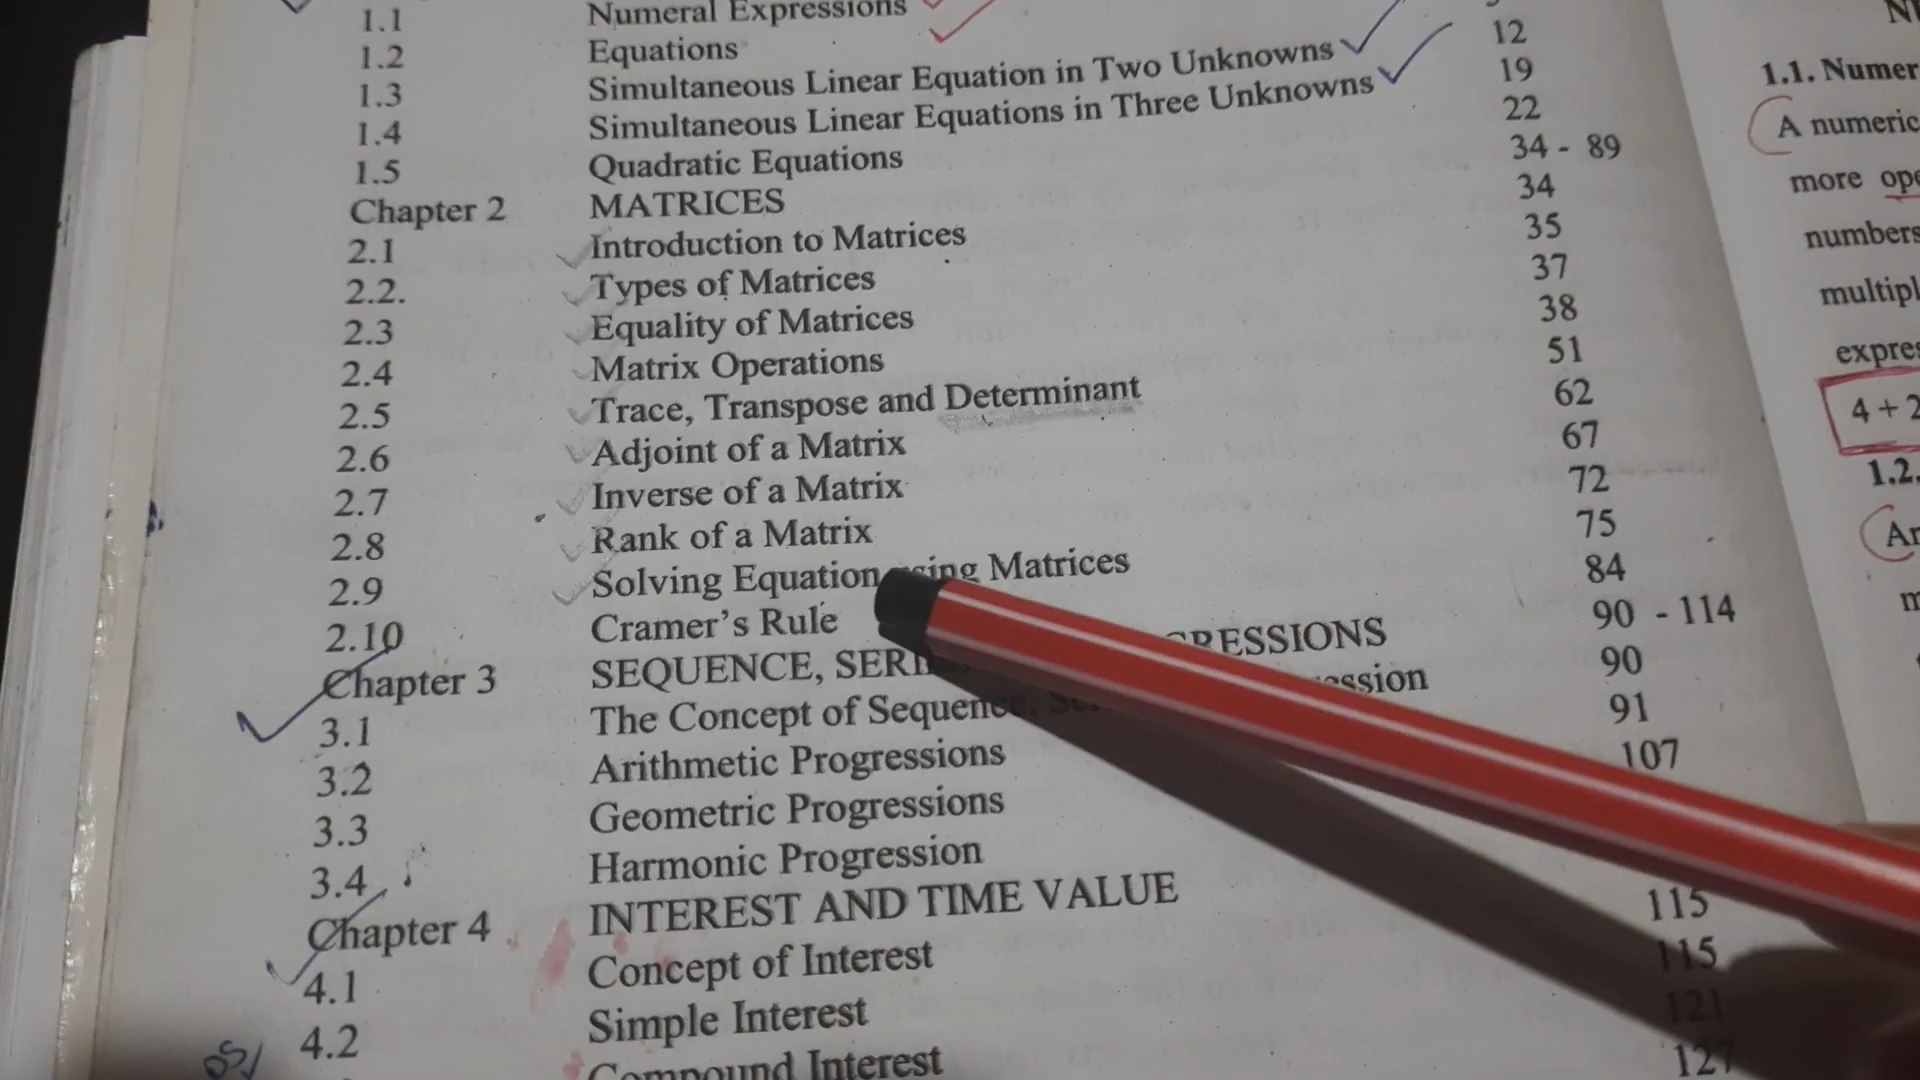 1.1 Numeral Expressions
1.2 Equations 12
1.3 Simultaneous Linear Equation in Two Unknowns 19
1.4 Simultaneous Linear Equations in Three Unknowns 22
1.5 Quadratic Equations 34 - 89
Chapter 2 MATRICES 34
2.1 Introduction to Matrices 35
2.2. Types of Matrices 37
2.3 Equality of Matrices 38
2.4 Matrix Operations 51
2.5 Trace, Transpose and Determinant 62
2.6 Adjoint of a Matrix 67
2.7 Inverse of a Matrix 72
2.8 Rank of a Matrix 75
2.9 Solving Equation using Matrices 84
2.10 Cramer's Rule 90 - 114
Chapter 3 SEQUENCE, 90
3.1 The Concept of Sequence, 91
3.2 Arithmetic Progressions 107
3.3 Geometric Progressions
3.4 Harmonic Progression
Chapter 4 INTEREST AND TIME VALUE 115
4.1 Concept of Interest 115
4.2 Simple Interest 121
Compound Interest 127
1.1. Numer
A numeric
more ope
numbers
multipl
expres
4 + 2
1.2.